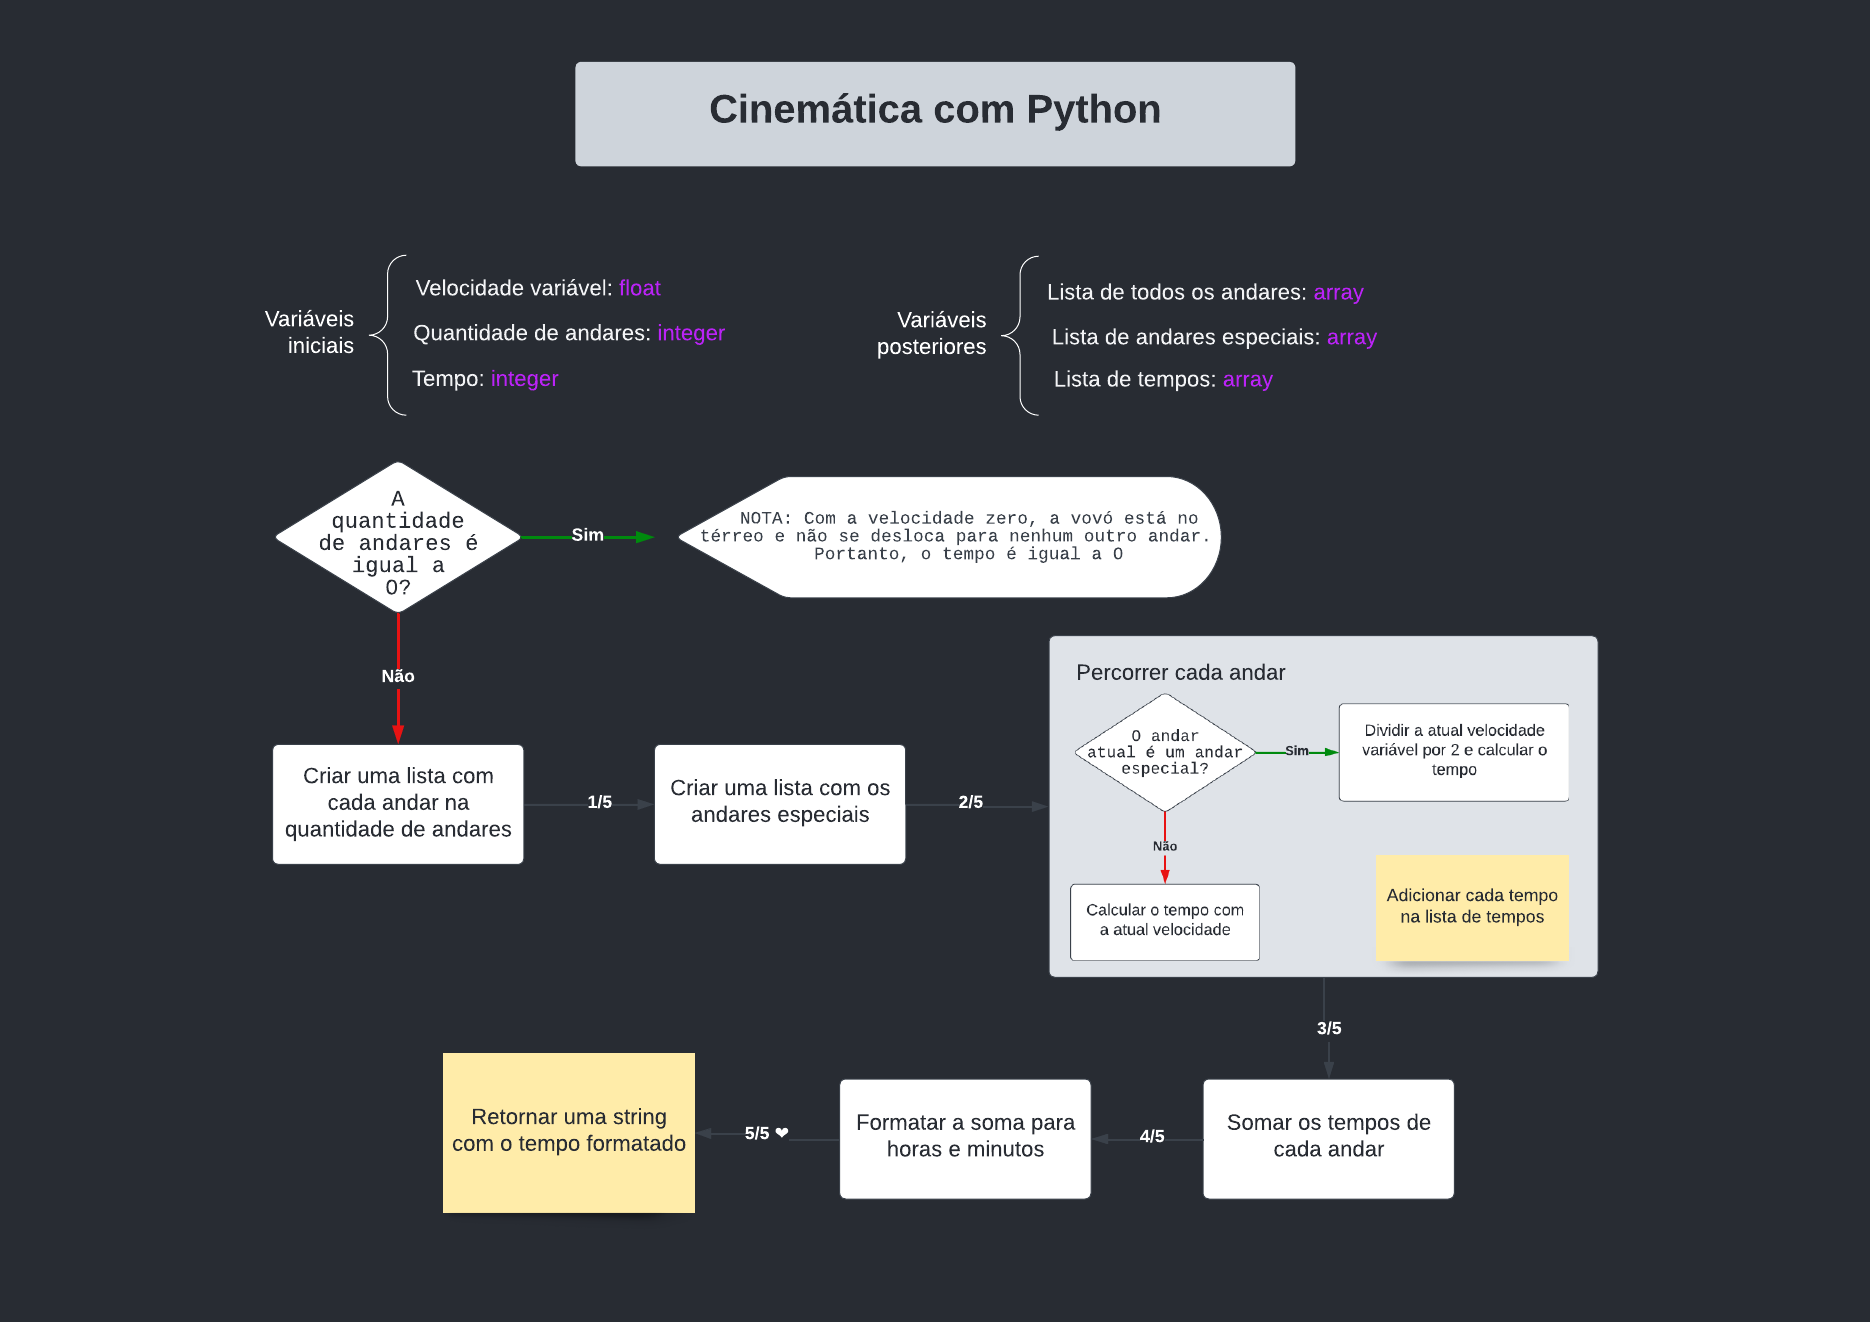 Cinemática com Python
Variáveis
iniciais
Velocidade variável: float
Quantidade de andares: integer
Tempo: integer
Variáveis
posteriores
Lista de todos os andares: array
Lista de andares especiais: array
Lista de tempos: array
A
quantidade
de andares é
igual a
0?
Sim
NOTA: Com a velocidade zero, a vovó está no
térreo e não se desloca para nenhum outro andar.
Portanto, o tempo é igual a 0
Não
Criar uma lista com
cada andar na
quantidade de andares
1/5
Criar uma lista com os
andares especiais
2/5
Percorrer cada andar
O andar
atual é um andar
especial?
Sim
Dividir a atual velocidade
variável por 2 e calcular o
tempo
Não
Calcular o tempo com
a atual velocidade
Adicionar cada tempo
na lista de tempos
3/5
Somar os tempos de
cada andar
4/5
Formatar a soma para
horas e minutos
5/5 ❤
Retornar uma string
com o tempo formatado